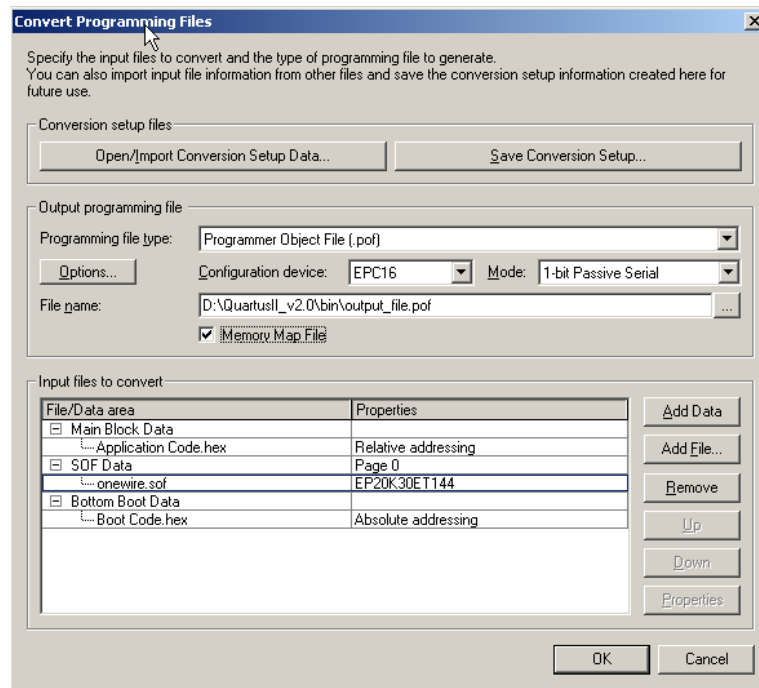 Convert Programming Files
Specify the input files to convert and the type of programming file to generate.
You can also import input file information from other files and save the conversion setup information created here for
future use.
Conversion setup files
Open/Import Conversion Setup Data... Save Conversion Setup...
Output programming file
Programming file type: Programmer Object File (.pof)
Options... Configuration device: EPC16 Mode: 1-bit Passive Serial
File name: D:\QuartusII_v2.0\bin\output_file.pof ...
Memory Map File
Input files to convert
File/Data area Properties Add Data
Main Block Data
Application Code.hex Relative addressing Add File...
SOF Data Page 0
onewire.sof EP20K30ET144 Remove
Bottom Boot Data
Boot Code.hex Absolute addressing Up
Down
Properties
OK Cancel